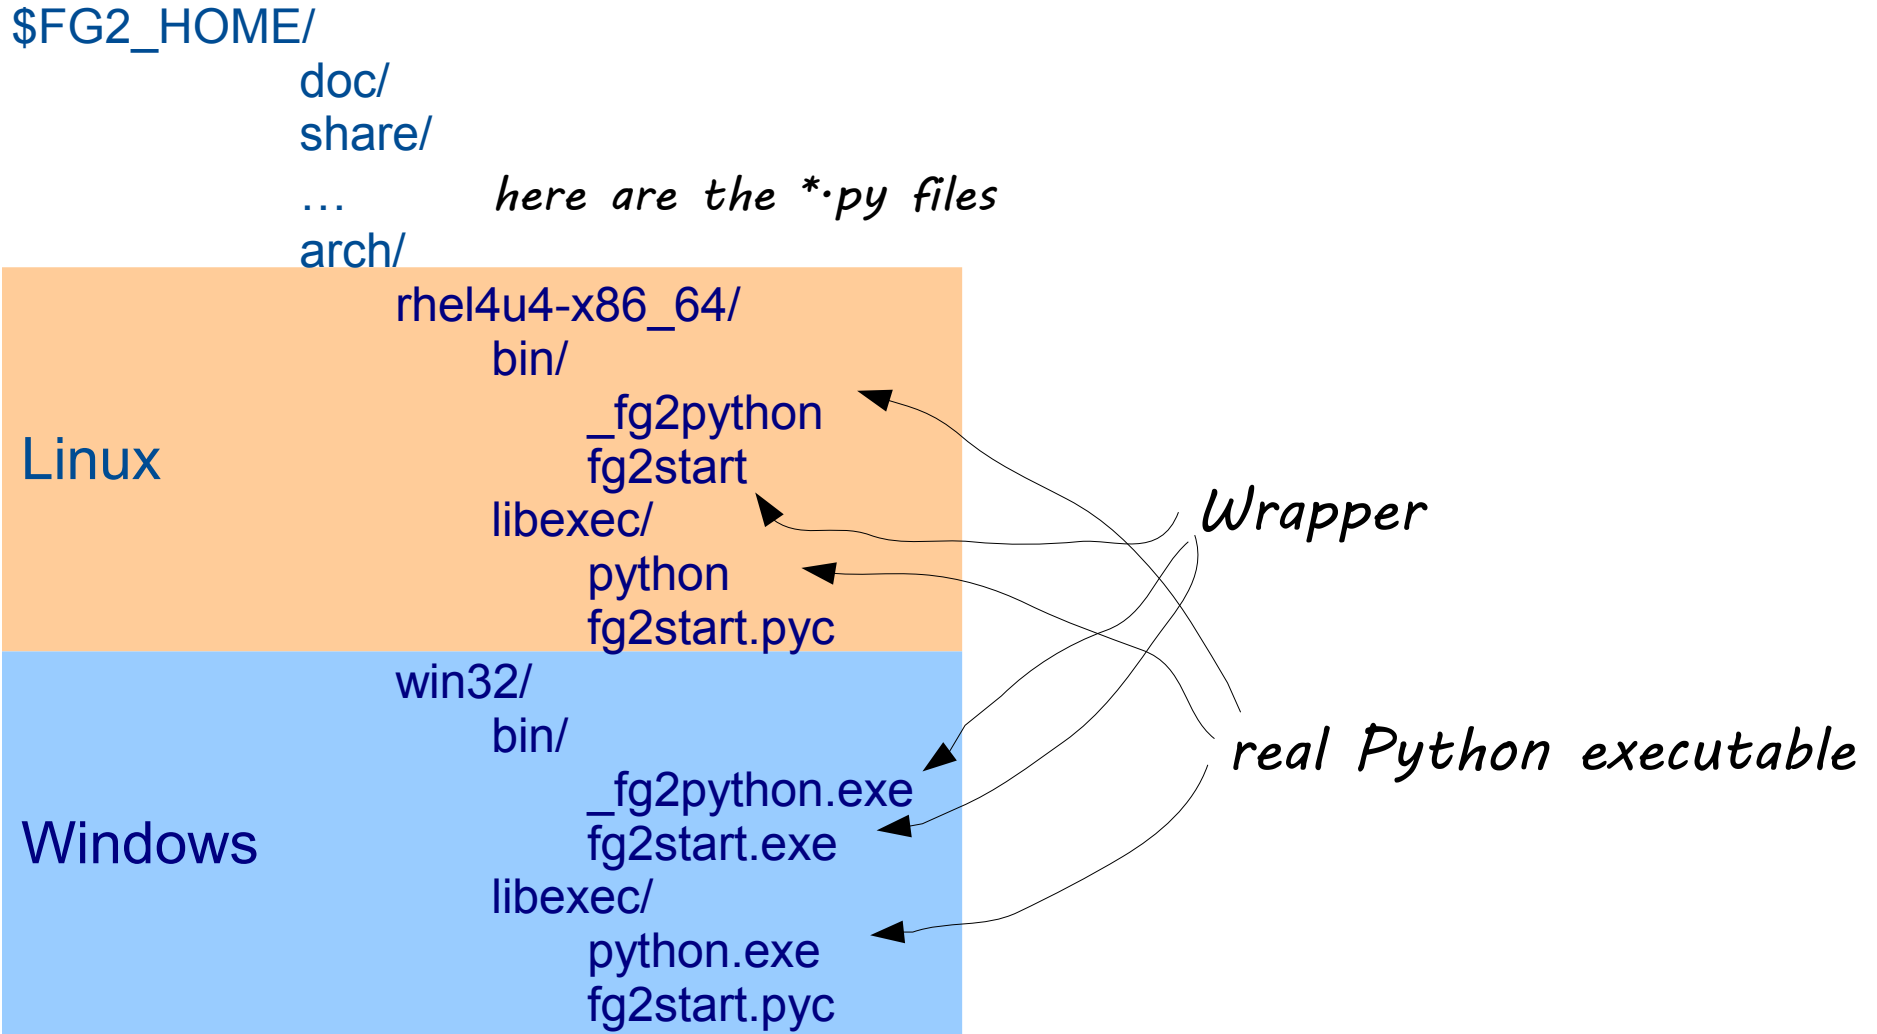 $FG2_HOME/
doc/
share/
... here are the *.py files
arch/
rhel4u4-x86_64/
bin/
_fg2python
Linux
fg2start
Wrapper
libexec/
python
fg2start.pyc
win32/
bin/
real Python executable
_fg2python.exe
Windows
fg2start.exe
libexec/
python.exe
fg2start.pyc